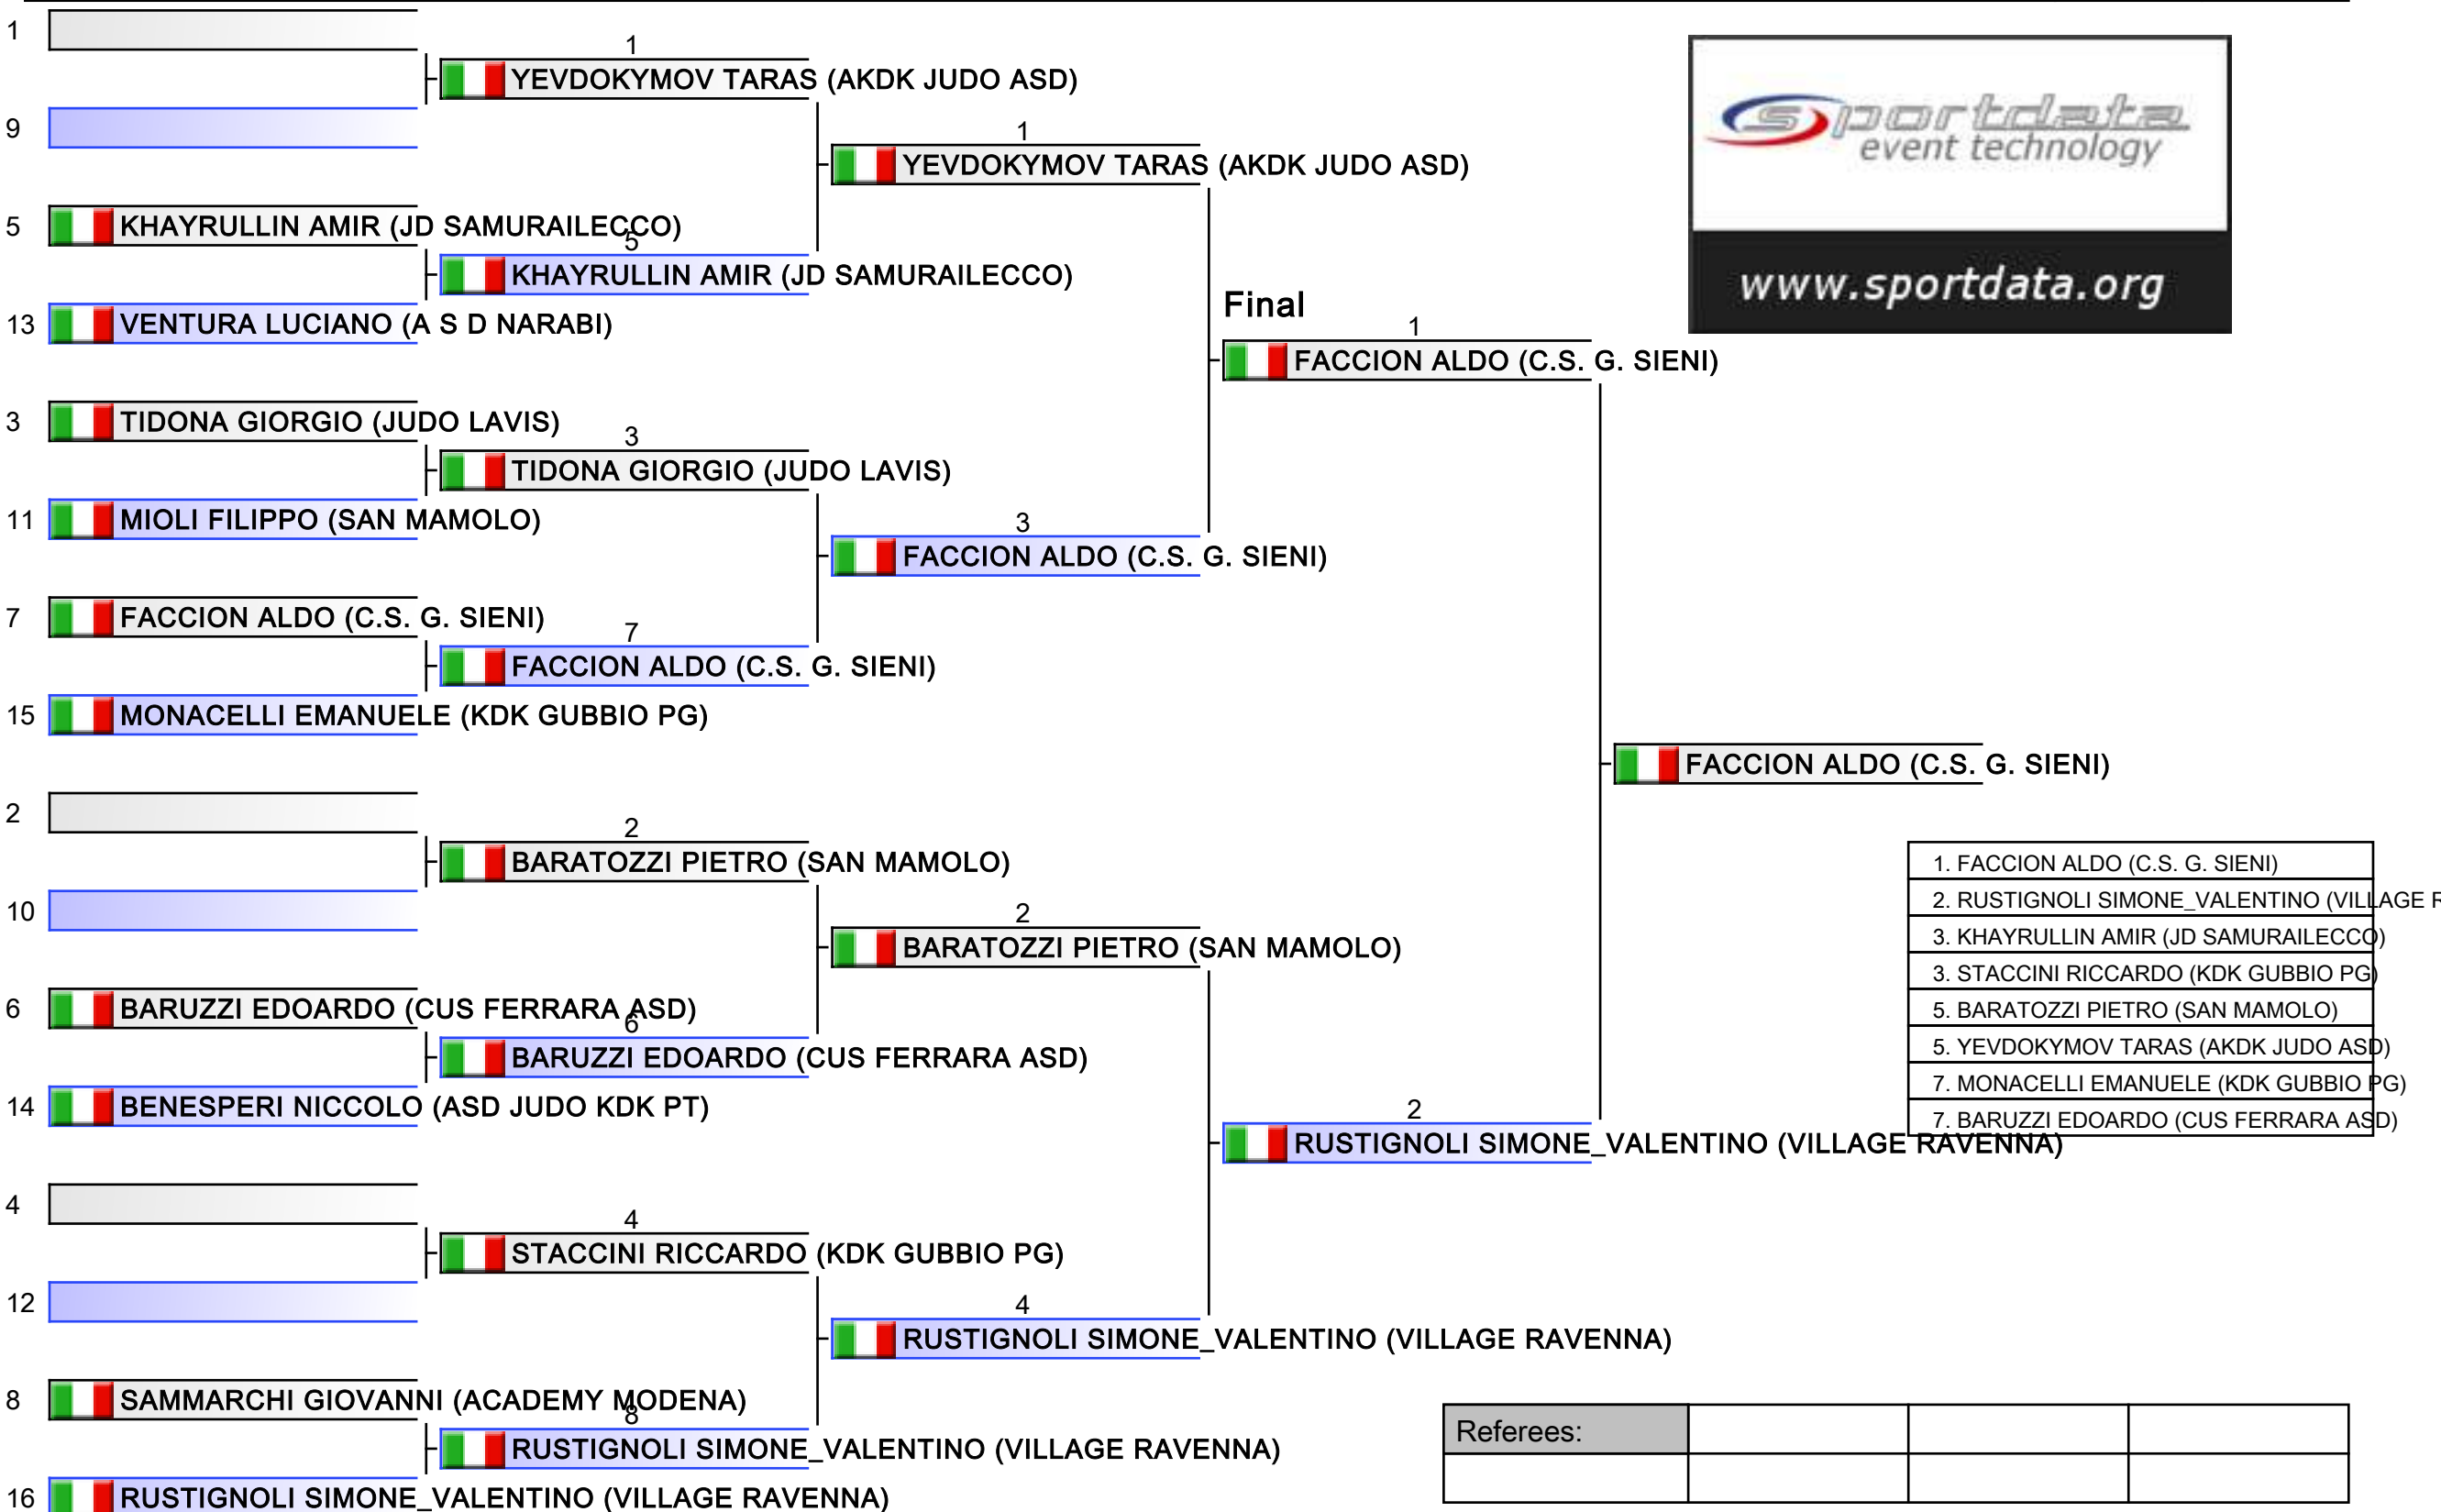 1
1
YEVDOKYMOV TARAS (AKDK JUDO ASD)
9
1
YEVDOKYMOV TARAS (AKDK JUDO ASD)
sportdata
event technology
www.sportdata.org
5
KHAYRULLIN AMIR (JD SAMURAILECCO)
5
KHAYRULLIN AMIR (JD SAMURAILECCO)
13
VENTURA LUCIANO (A S D NARABI)
Final
1
FACCION ALDO (C.S. G. SIENI)
3
TIDONA GIORGIO (JUDO LAVIS)
3
TIDONA GIORGIO (JUDO LAVIS)
11
MIOLI FILIPPO (SAN MAMOLO)
3
FACCION ALDO (C.S. G. SIENI)
7
FACCION ALDO (C.S. G. SIENI)
7
FACCION ALDO (C.S. G. SIENI)
15
MONACELLI EMANUELE (KDK GUBBIO PG)
FACCION ALDO (C.S. G. SIENI)
2
2
BARATOZZI PIETRO (SAN MAMOLO)
10
2
BARATOZZI PIETRO (SAN MAMOLO)
6
BARUZZI EDOARDO (CUS FERRARA ASD)
6
BARUZZI EDOARDO (CUS FERRARA ASD)
14
BENESPERI NICCOLO (ASD JUDO KDK PT)
1. FACCION ALDO (C.S. G. SIENI)
2. RUSTIGNOLI SIMONE_VALENTINO (VILLAGE R
3. KHAYRULLIN AMIR (JD SAMURAILECCO)
3. STACCINI RICCARDO (KDK GUBBIO PG)
5. BARATOZZI PIETRO (SAN MAMOLO)
5. YEVDOKYMOV TARAS (AKDK JUDO ASD)
7. MONACELLI EMANUELE (KDK GUBBIO PG)
7. BARUZZI EDOARDO (CUS FERRARA ASD)
2
RUSTIGNOLI SIMONE_VALENTINO (VILLAGE RAVENNA)
4
4
STACCINI RICCARDO (KDK GUBBIO PG)
12
4
RUSTIGNOLI SIMONE_VALENTINO (VILLAGE RAVENNA)
8
SAMMARCHI GIOVANNI (ACADEMY MODENA)
8
RUSTIGNOLI SIMONE_VALENTINO (VILLAGE RAVENNA)
16
RUSTIGNOLI SIMONE_VALENTINO (VILLAGE RAVENNA)
Referees: